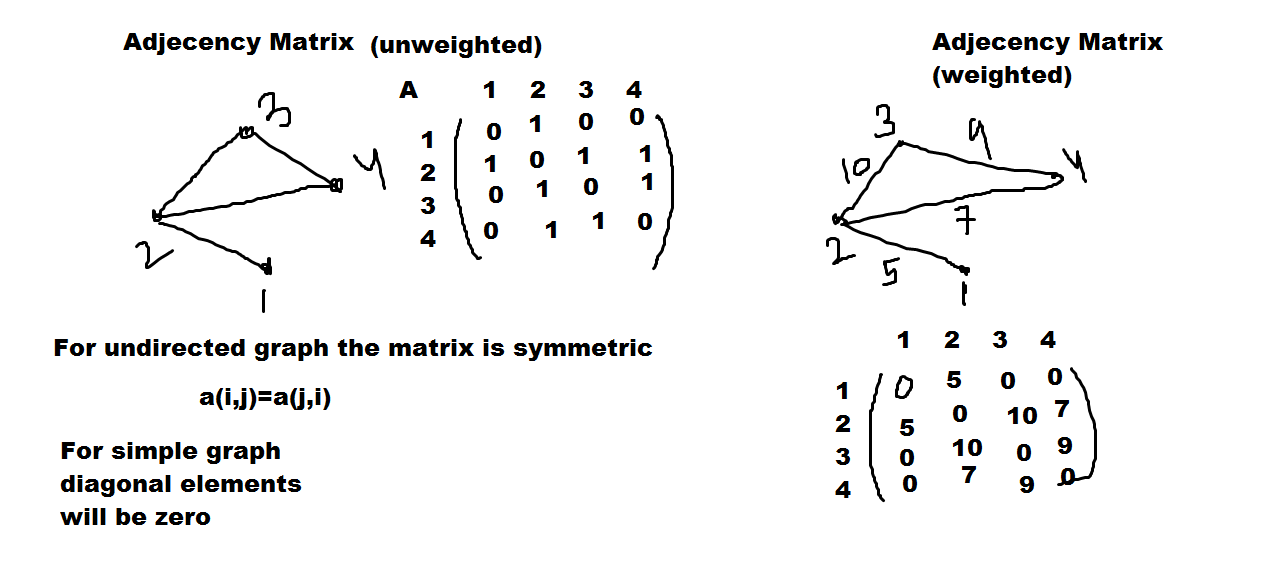 Adjecency Matrix (unweighted)
3
4
2
1
A 1 2 3 4
1 0 1 0 0
2 1 0 1 1
3 0 1 0 1
4 0 1 1 0
For undirected graph the matrix is symmetric
a(i,j)=a(j,i)
For simple graph
diagonal elements
will be zero
Adjecency Matrix
(weighted)
3 9
10 4
7
2 5
1
1 2 3 4
1 0 5 0 0
2 5 0 10 7
3 0 10 0 9
4 0 7 9 0